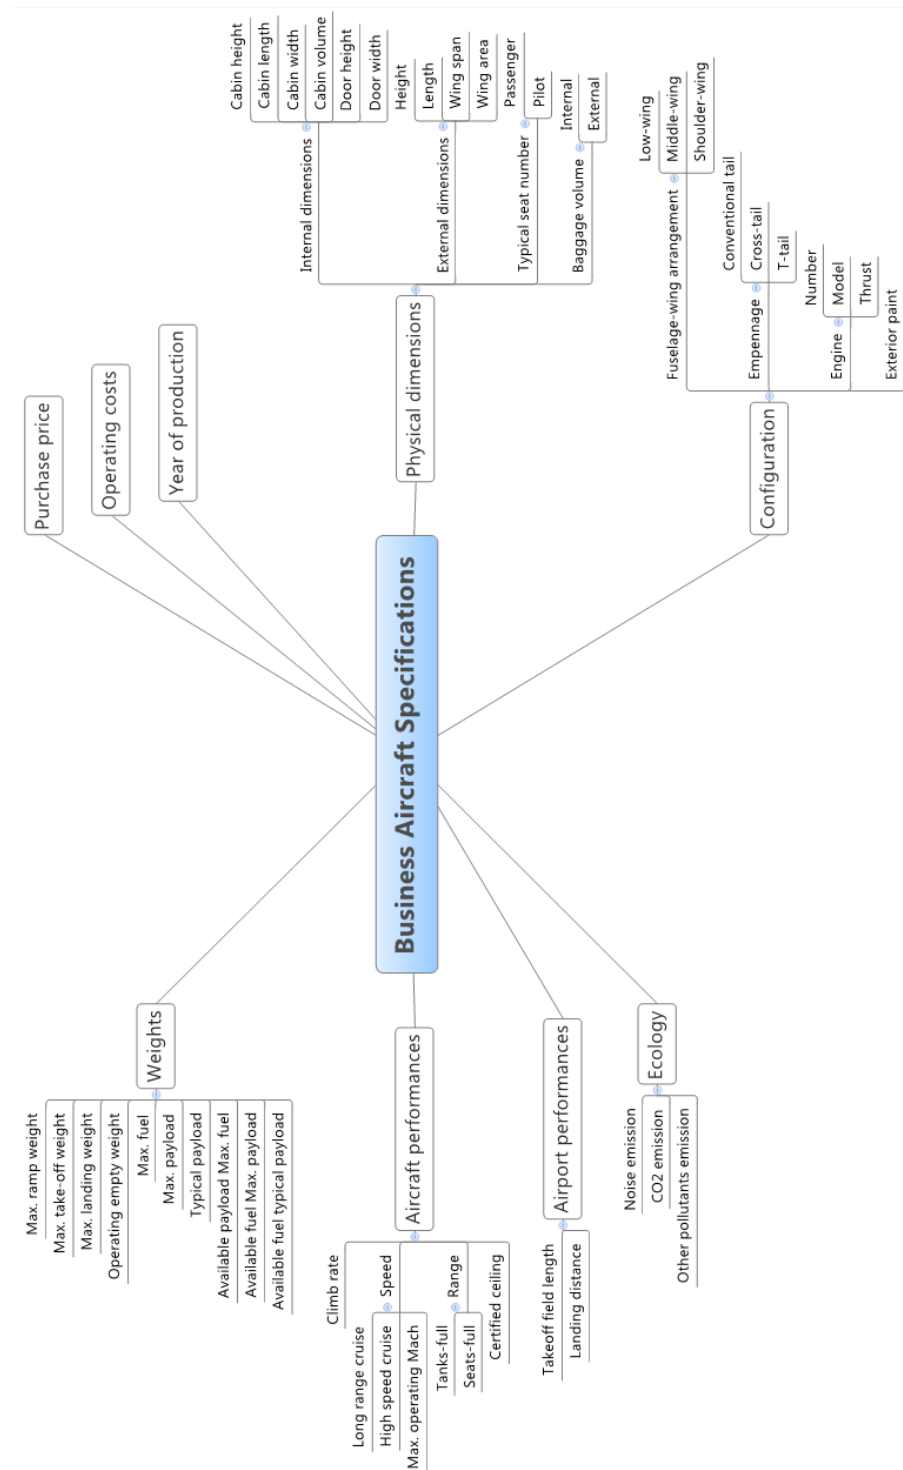 Business Aircraft Specifications
Purchase price
Operating costs
Year of production
Physical dimensions
Internal dimensions
Cabin height
Cabin length
Cabin width
Cabin volume
Door height
Door width
External dimensions
Height
Length
Wing span
Wing area
Typical seat number
Passenger
Pilot
Baggage volume
Internal
External
Configuration
Fuselage-wing arrangement
Low-wing
Middle-wing
Shoulder-wing
Empennage
Conventional tail
Cross-tail
T-tail
Engine
Number
Model
Thrust
Exterior paint
Weights
Max. ramp weight
Max. take-off weight
Max. landing weight
Operating empty weight
Max. fuel
Max. payload
Typical payload
Available payload Max. fuel
Available fuel Max. payload
Available fuel typical payload
Aircraft performances
Climb rate
Speed
Long range cruise
High speed cruise
Max. operating Mach
Range
Tanks-full
Seats-full
Certified ceiling
Airport performances
Takeoff field length
Landing distance
Ecology
Noise emission
CO2 emission
Other pollutants emission